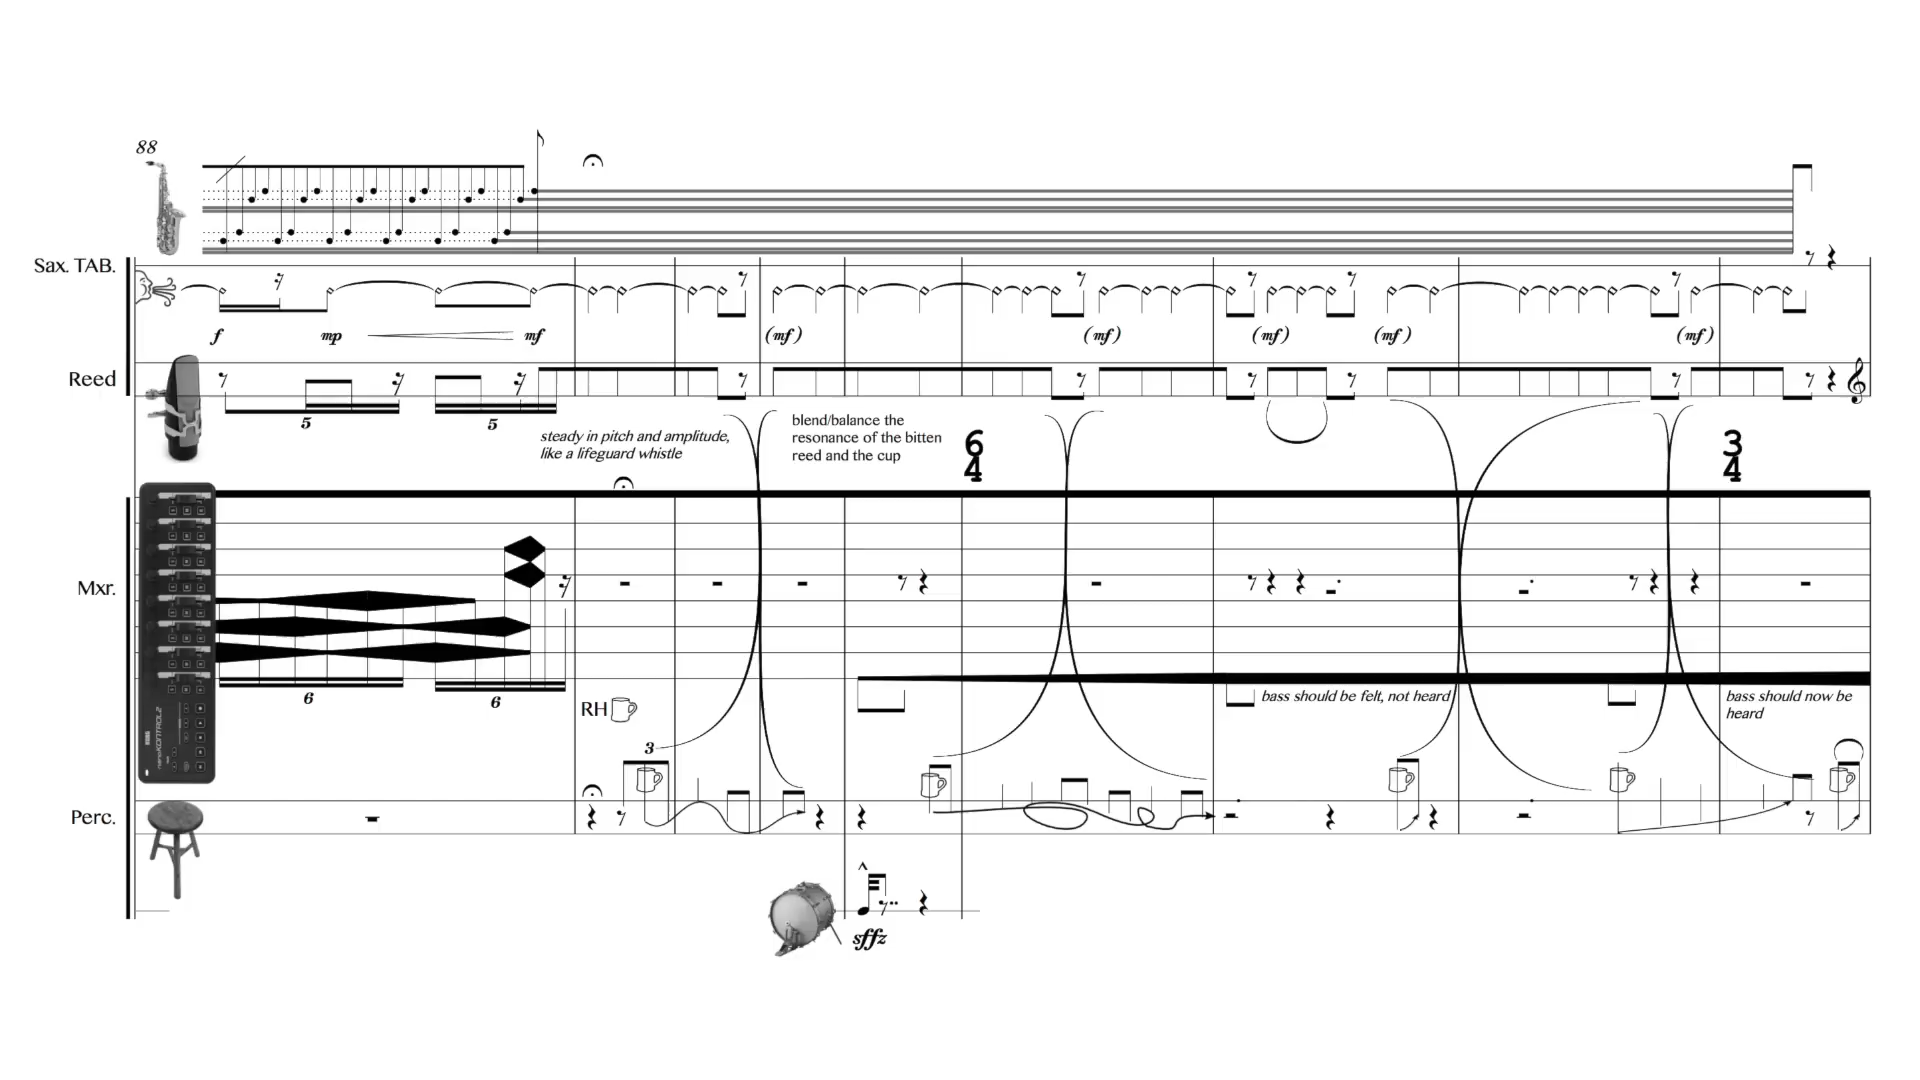 88
Sax. TAB.
f mp mf (mf) (mf) (mf) (mf) (mf)
Reed
5 5
steady in pitch and amplitude,
like a lifeguard whistle
blend/balance the
resonance of the bitten
reed and the cup
6
4
3
4
Mxr.
6 6
RH
bass should be felt, not heard
bass should now be
heard
3
nanoKONTROL2
KORG
Perc.
sffz